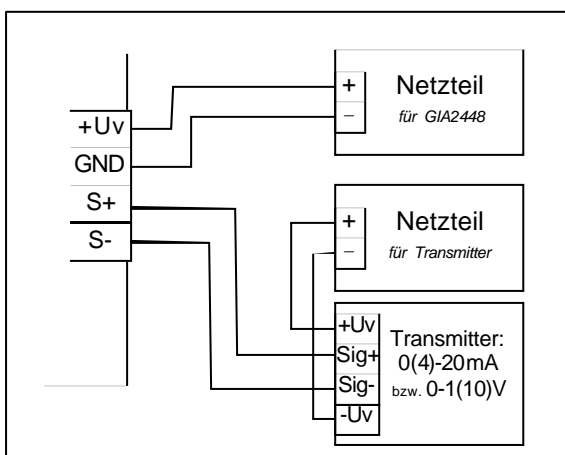 +Uv
GND
S+
S-
+
−
Netzteil
für GIA2448
+
−
Netzteil
für Transmitter
+Uv
Sig+
Sig-
-Uv
Transmitter:
0(4)-20mA
bzw. 0-1(10)V